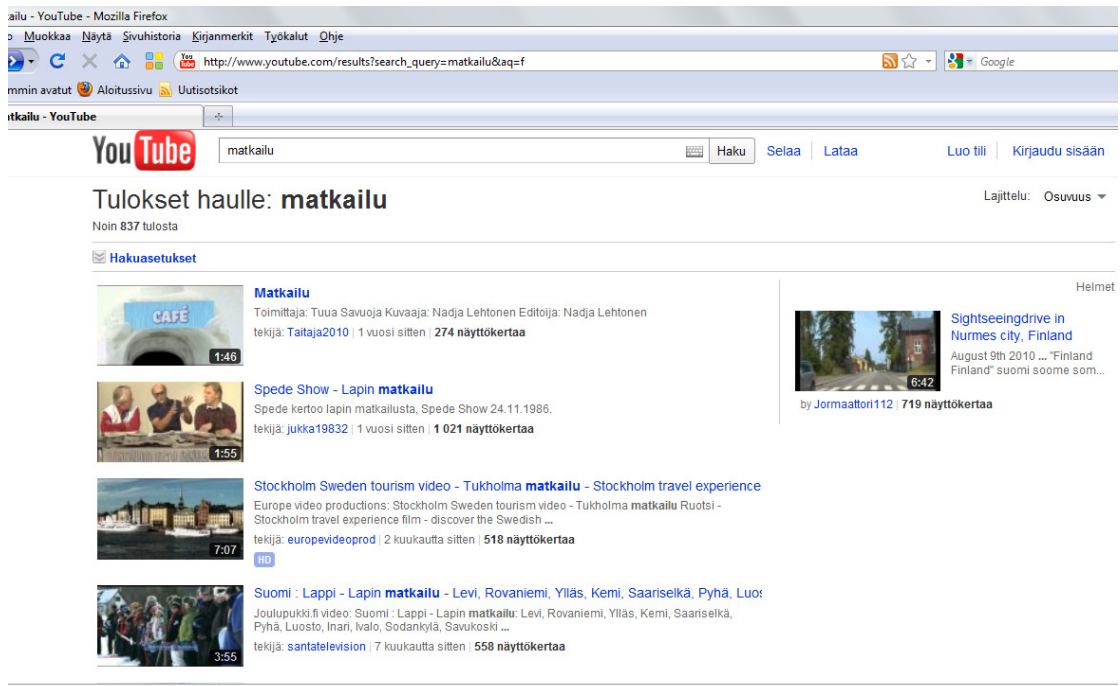 ailu - YouTube - Mozilla Firefox
Muokkaa Näytä Sivuhistoria Kirjanmerkit Työkalut Ohje
You Tube http://www.youtube.com/results?search_query=matkailu&aq=f Google
mmin avatut Aloitussivu Uutisotsikot
atkailu - YouTube
You Tube matkailu Haku Selaa Lataa Luo tili Kirjaudu sisään
Tulokset haulle: matkailu
Lajittelu: Osuvuus
Noin 837 tulosta
Hakuasetukset
CAFÉ
1:46
Matkailu
Toimittaja: Tuua Savuoja Kuvaaja: Nadja Lehtonen Editoija: Nadja Lehtonen
tekijä: Taitaja2010 | 1 vuosi sitten | 274 näyttökertaa
1:55
Spede Show - Lapin matkailu
Spede kertoo lapin matkailusta, Spede Show 24.11.1986.
tekijä: jukka19832 | 1 vuosi sitten | 1 021 näyttökertaa
7:07
Stockholm Sweden tourism video - Tukholma matkailu - Stockholm travel experience
Europe video productions: Stockholm Sweden tourism video - Tukholma matkailu Ruotsi -
Stockholm travel experience film - discover the Swedish ...
tekijä: europevideoprod | 2 kuukautta sitten | 518 näyttökertaa
HD
3:55
Suomi : Lappi - Lapin matkailu - Levi, Rovaniemi, Ylläs, Kemi, Saariselkä, Pyhä, Luos
Joulupukki.fi video: Suomi : Lappi - Lapin matkailu: Levi, Rovaniemi, Ylläs, Kemi, Saariselkä,
Pyhä, Luosto, Inari, Ivalo, Sodankylä, Savukoski ...
tekijä: santatelevision | 7 kuukautta sitten | 558 näyttökertaa
Helmet
6:42
Sightseeingdrive in
Nurmes city, Finland
August 9th 2010 ... "Finland
Finland" suomi soome som...
by Jormaattori112 | 719 näyttökertaa